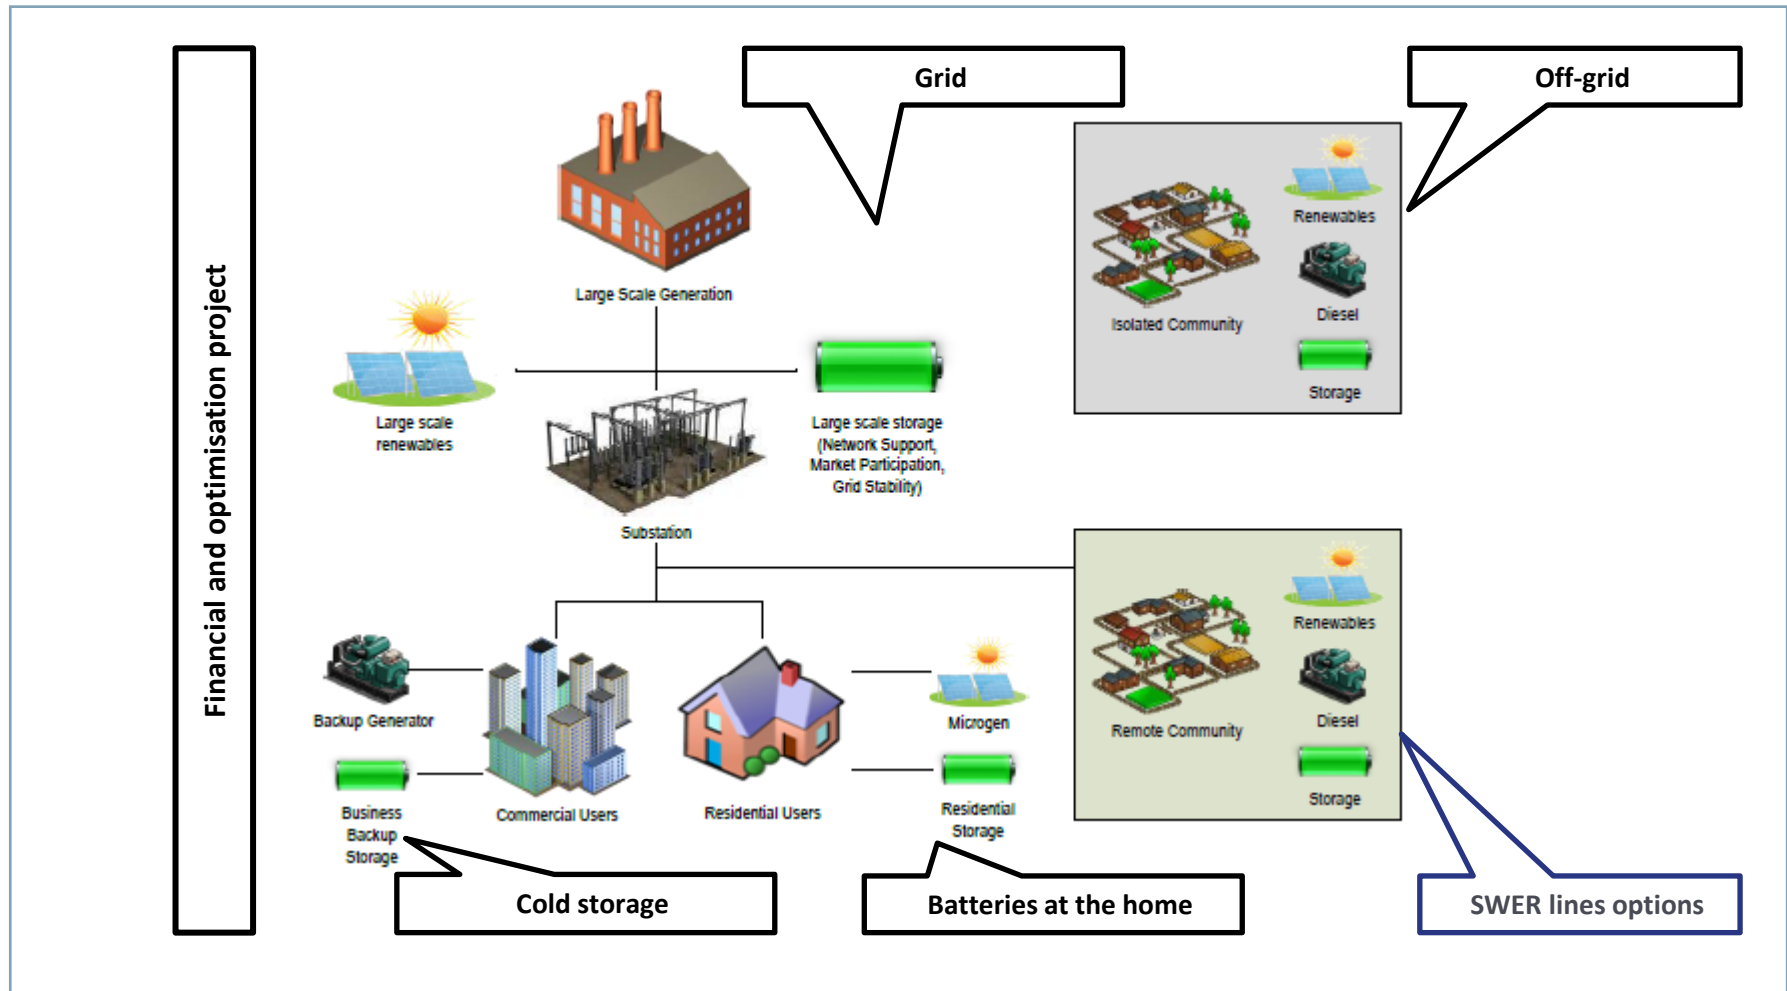 Financial and optimisation project
Grid
Off-grid
Large Scale Generation
Large scale
renewables
Large scale storage
(Network Support,
Market Participation,
Grid Stability)
Substation
Isolated Community
Renewables
Diesel
Storage
Backup Generator
Business
Backup
Storage
Commercial Users
Residential Users
Microgen
Residential
Storage
Remote Community
Renewables
Diesel
Storage
Cold storage
Batteries at the home
SWER lines options